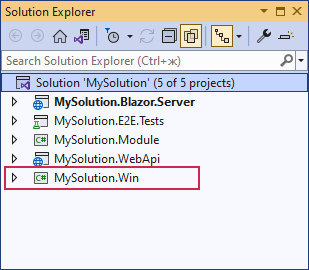 Solution Explorer
Search Solution Explorer (Ctrl+ж)
Solution 'MySolution' (5 of 5 projects)
MySolution.Blazor.Server
MySolution.E2E.Tests
C# MySolution.Module
MySolution.WebApi
C# MySolution.Win